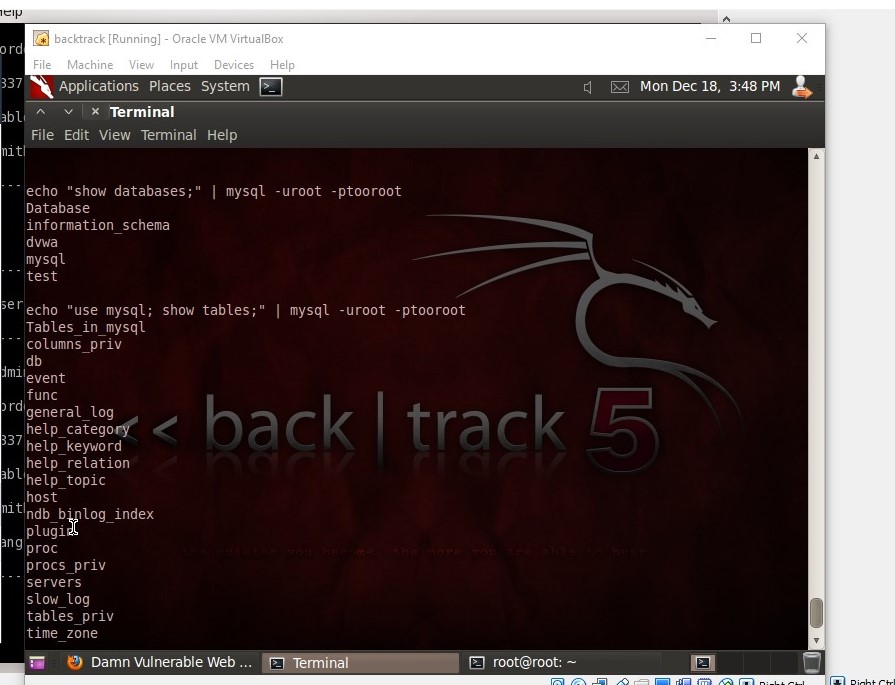 Help
backtrack [Running] - Oracle VM VirtualBox
File Machine View Input Devices Help
Applications Places System
Mon Dec 18, 3:48 PM
Terminal
File Edit View Terminal Help
echo "show databases;" | mysql -uroot -ptooroot
Database
information_schema
dvwa
mysql
test
echo "use mysql; show tables;" | mysql -uroot -ptooroot
Tables_in_mysql
columns_priv
db
event
func
general_log
help_category
help_keyword
help_relation
help_topic
host
ndb_binlog_index
plugin
proc
procs_priv
servers
slow_log
tables_priv
time_zone
<< back | track 5
Damn Vulnerable Web ...
Terminal
root@root: ~
Right Ctrl